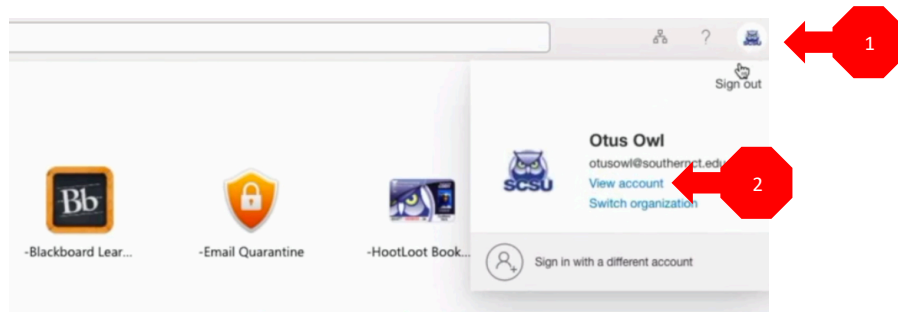 ?
1
Sign out
Otus Owl
otusowl@southernct.edu
View account
2
Switch organization
SCSU
Bb
-Blackboard Lear...
-Email Quarantine
-HootLoot Book...
Sign in with a different account